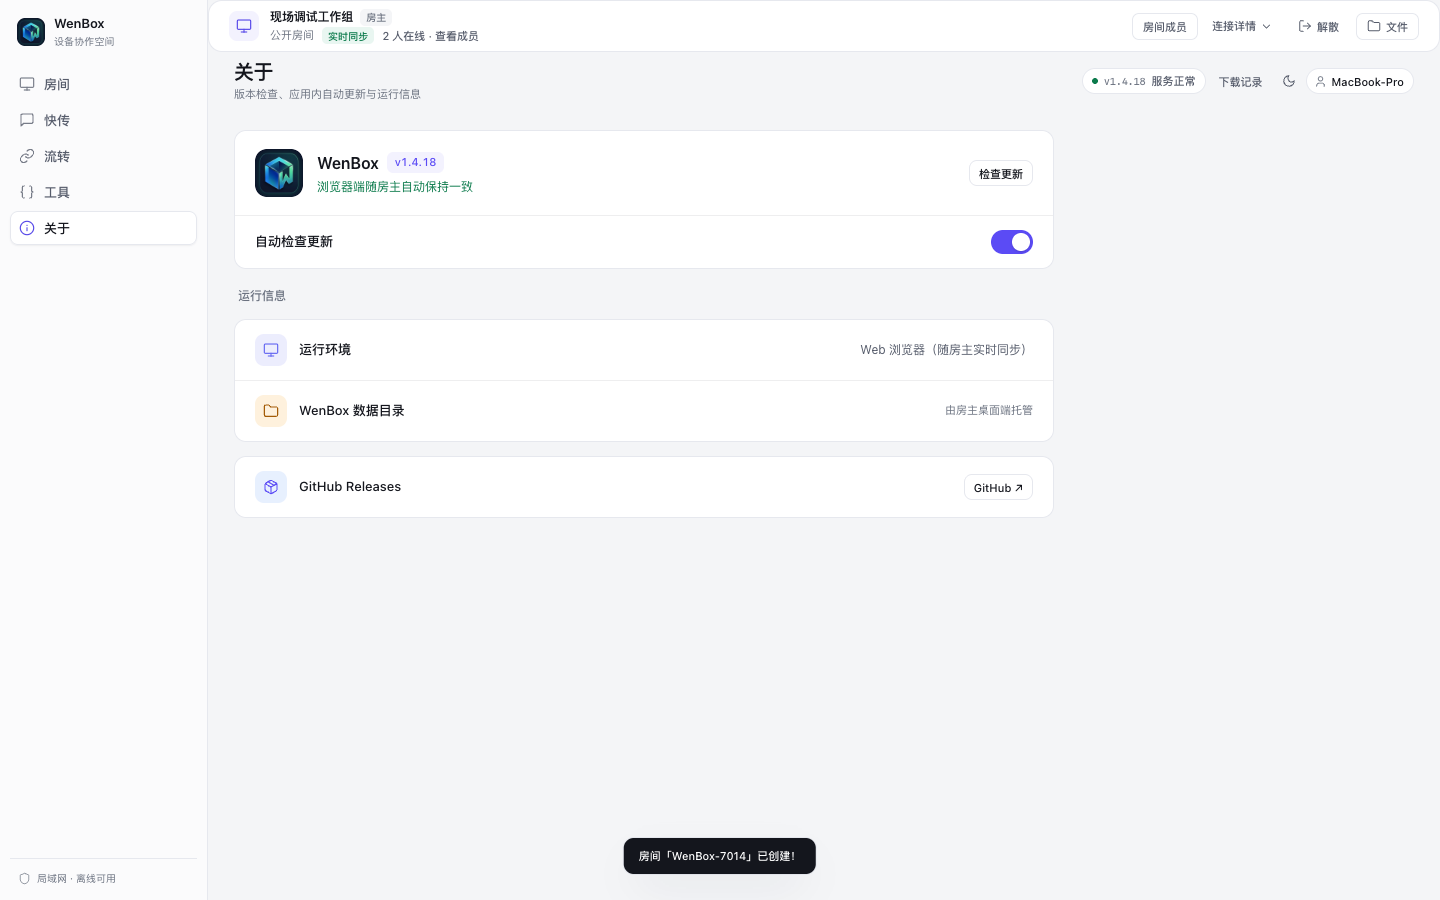 WenBox
设备协作空间
房间
快传
流转
工具
关于
局域网 · 离线可用
现场调试工作组 房主
公开房间 实时同步 2 人在线 · 查看成员
房间成员
连接详情
解散
文件
关于
版本检查、应用内自动更新与运行信息
v1.4.18 服务正常
下载记录
MacBook-Pro
WenBox v1.4.18
浏览器端随房主自动保持一致
检查更新
自动检查更新
运行信息
运行环境
Web 浏览器（随房主实时同步）
WenBox 数据目录
由房主桌面端托管
GitHub Releases
GitHub ↗
房间「WenBox-7014」已创建！